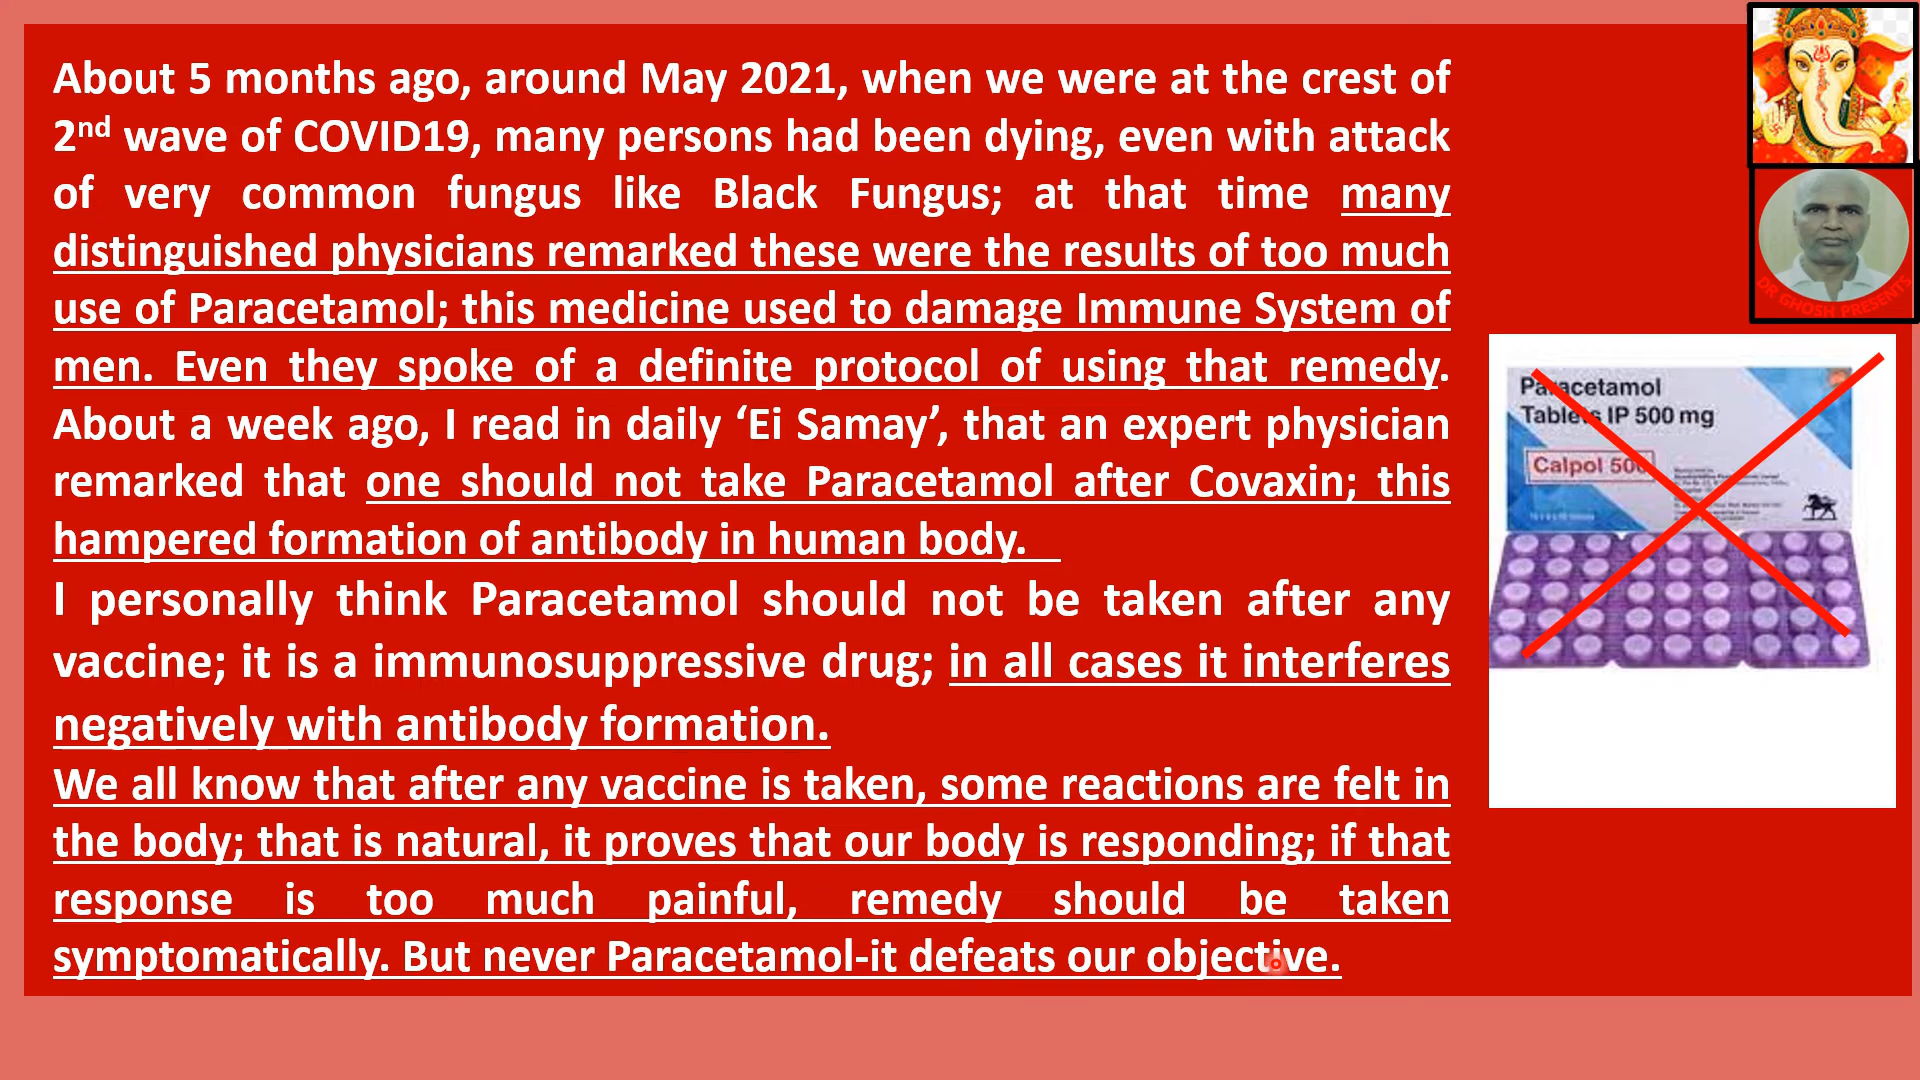 About 5 months ago, around May 2021, when we were at the crest of
2nd wave of COVID19, many persons had been dying, even with attack
of very common fungus like Black Fungus; at that time many
distinguished physicians remarked these were the results of too much
use of Paracetamol; this medicine used to damage Immune System of
men. Even they spoke of a definite protocol of using that remedy.
About a week ago, I read in daily ‘Ei Samay’, that an expert physician
remarked that one should not take Paracetamol after Covaxin; this
hampered formation of antibody in human body.
I personally think Paracetamol should not be taken after any
vaccine; it is a immunosuppressive drug; in all cases it interferes
negatively with antibody formation.
We all know that after any vaccine is taken, some reactions are felt in
the body; that is natural, it proves that our body is responding; if that
response is too much painful, remedy should be taken
symptomatically. But never Paracetamol-it defeats our objective.
DR GHOSH PRESENTS
Paracetamol
Tablets IP 500 mg
Calpol 500